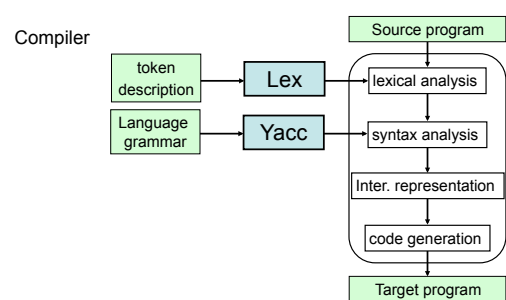 Compiler
Source program
token
description
Lex
lexical analysis
Language
grammar
Yacc
syntax analysis
Inter. representation
code generation
Target program